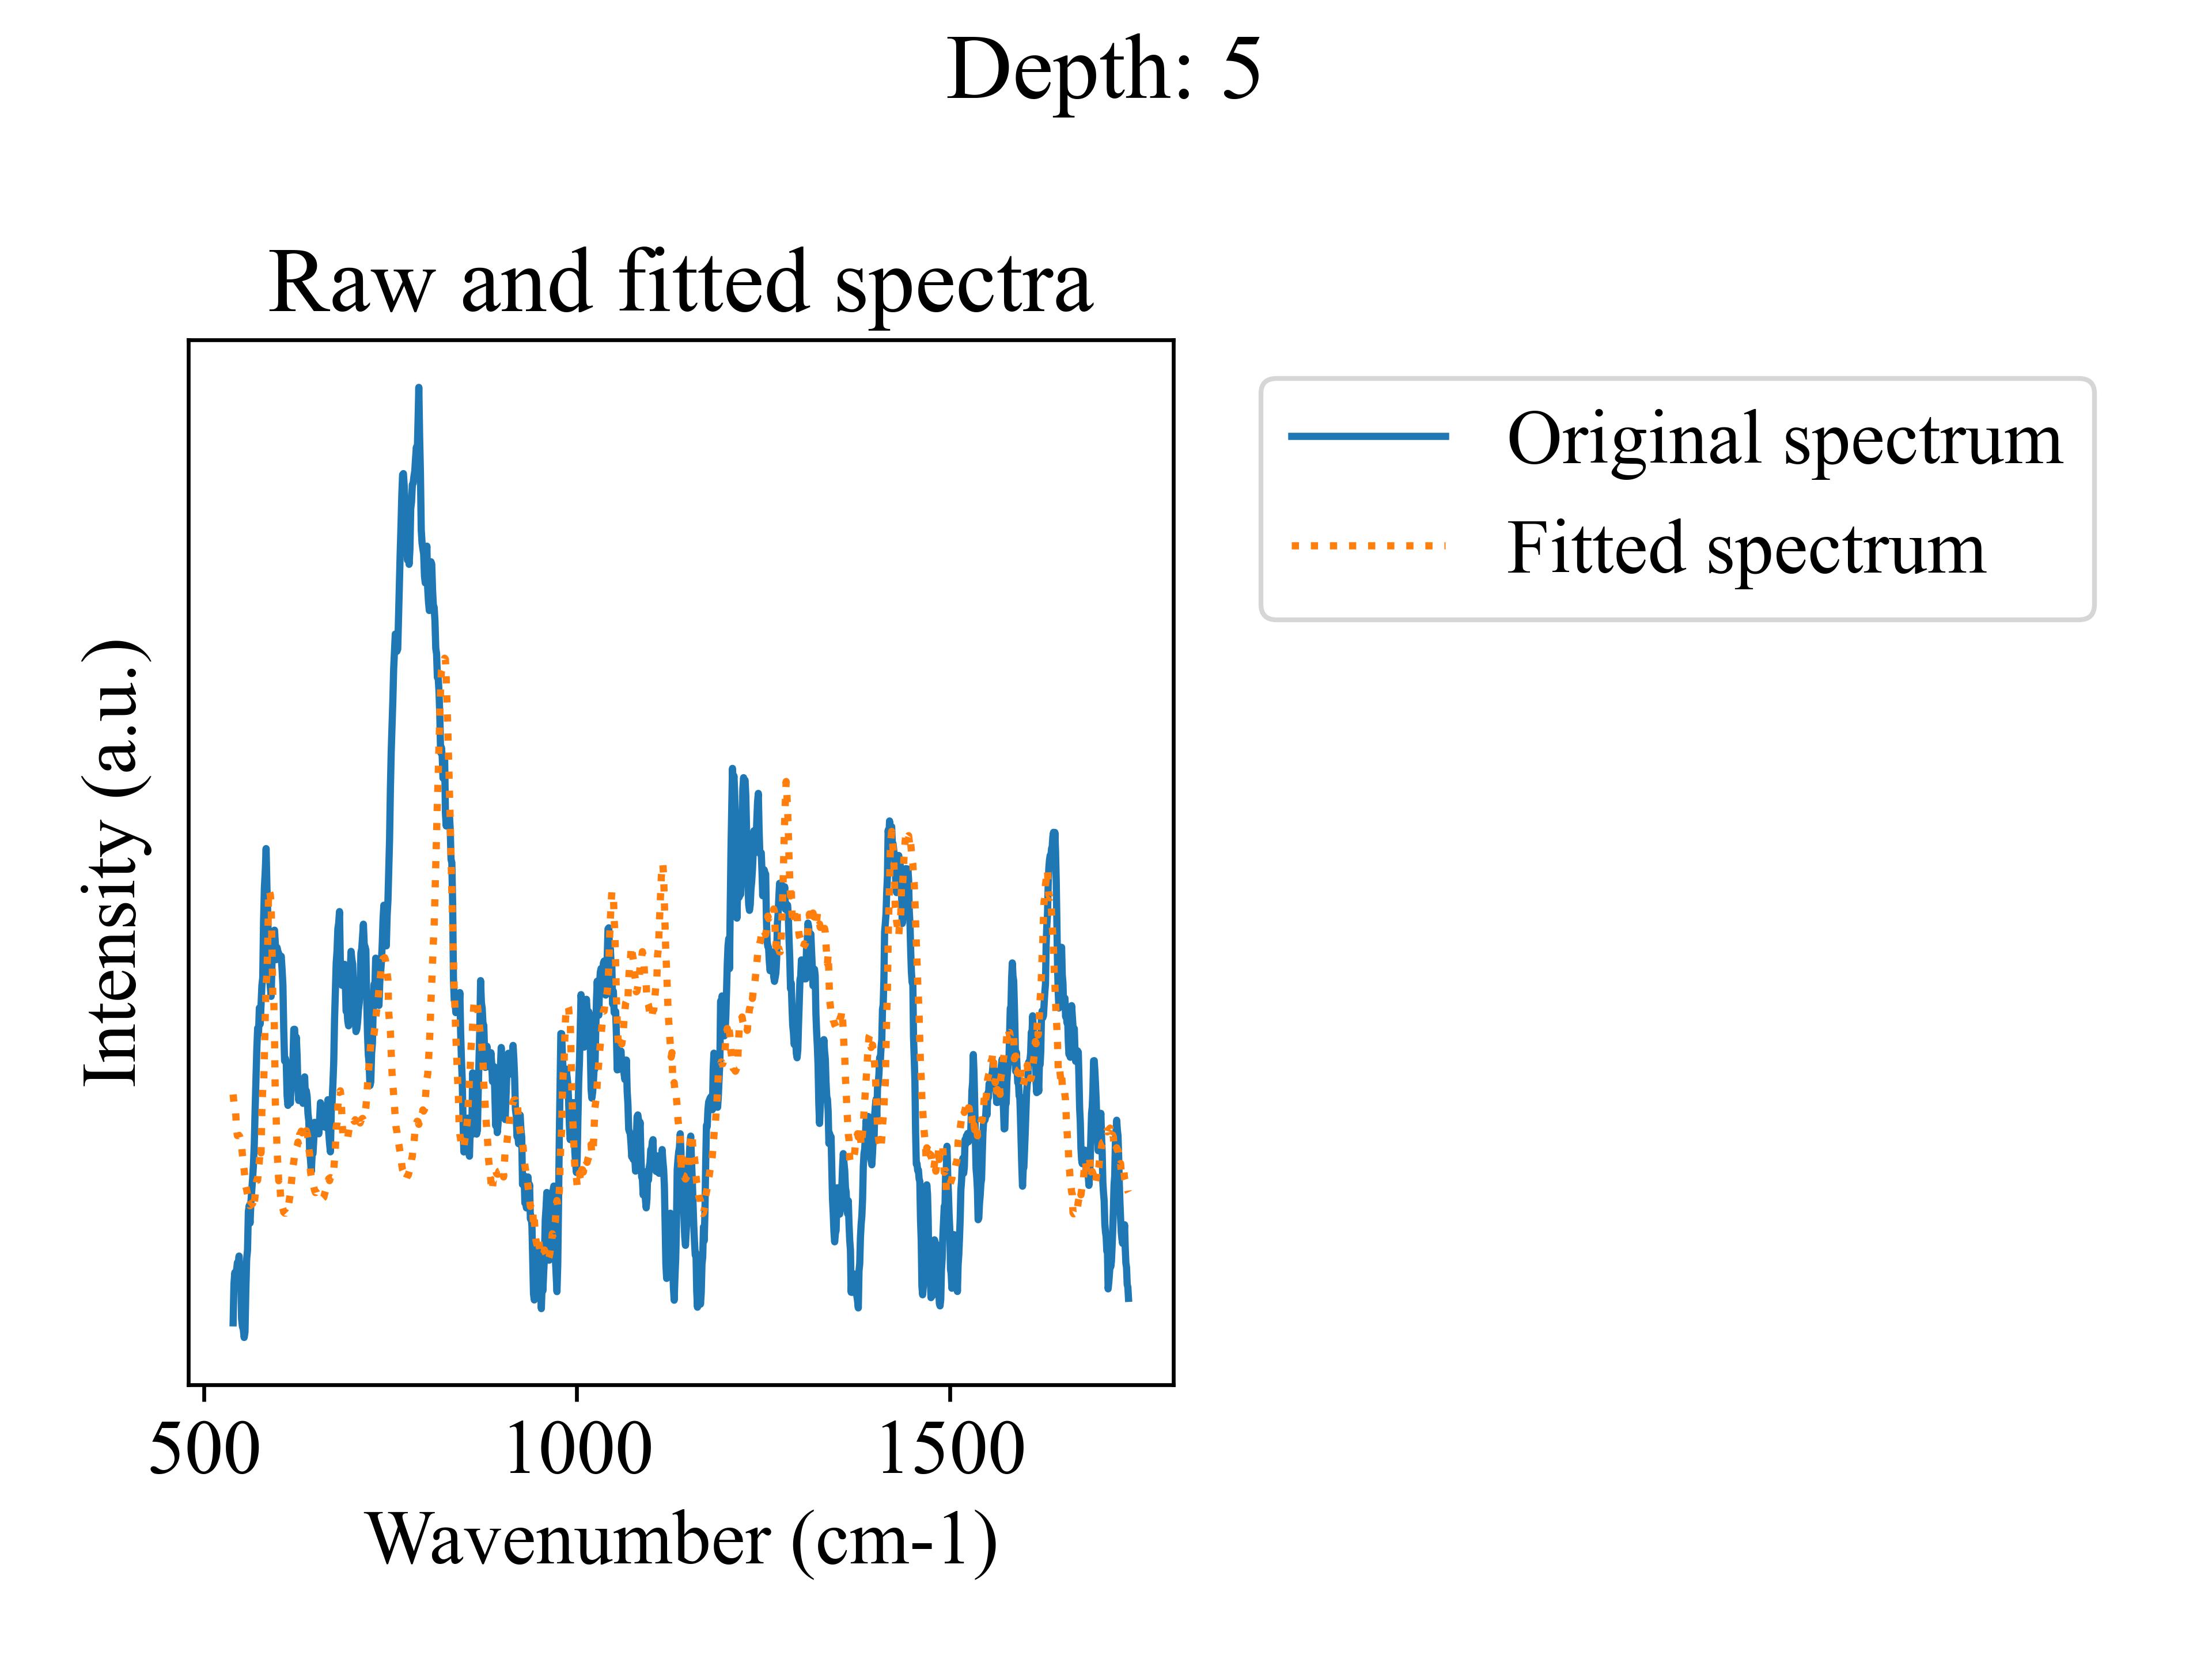 Depth: 5
Raw and fitted spectra
Original spectrum
Fitted spectrum
Intensity (a.u.)
500 1000 1500
Wavenumber (cm-1)